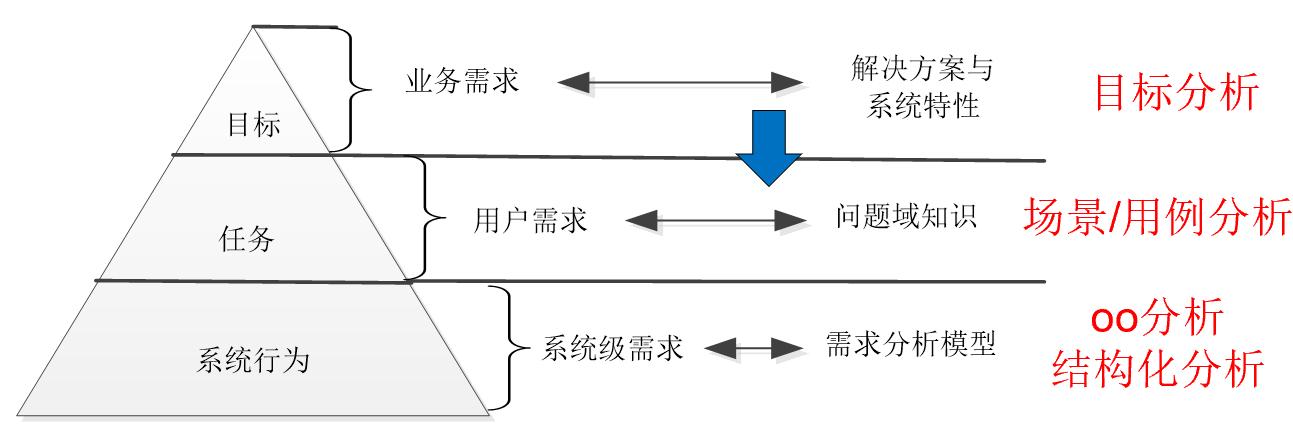 目标
业务需求
解决方案与
系统特性
目标分析
任务
用户需求
问题域知识
场景/用例分析
系统行为
系统级需求
需求分析模型
oo分析
结构化分析